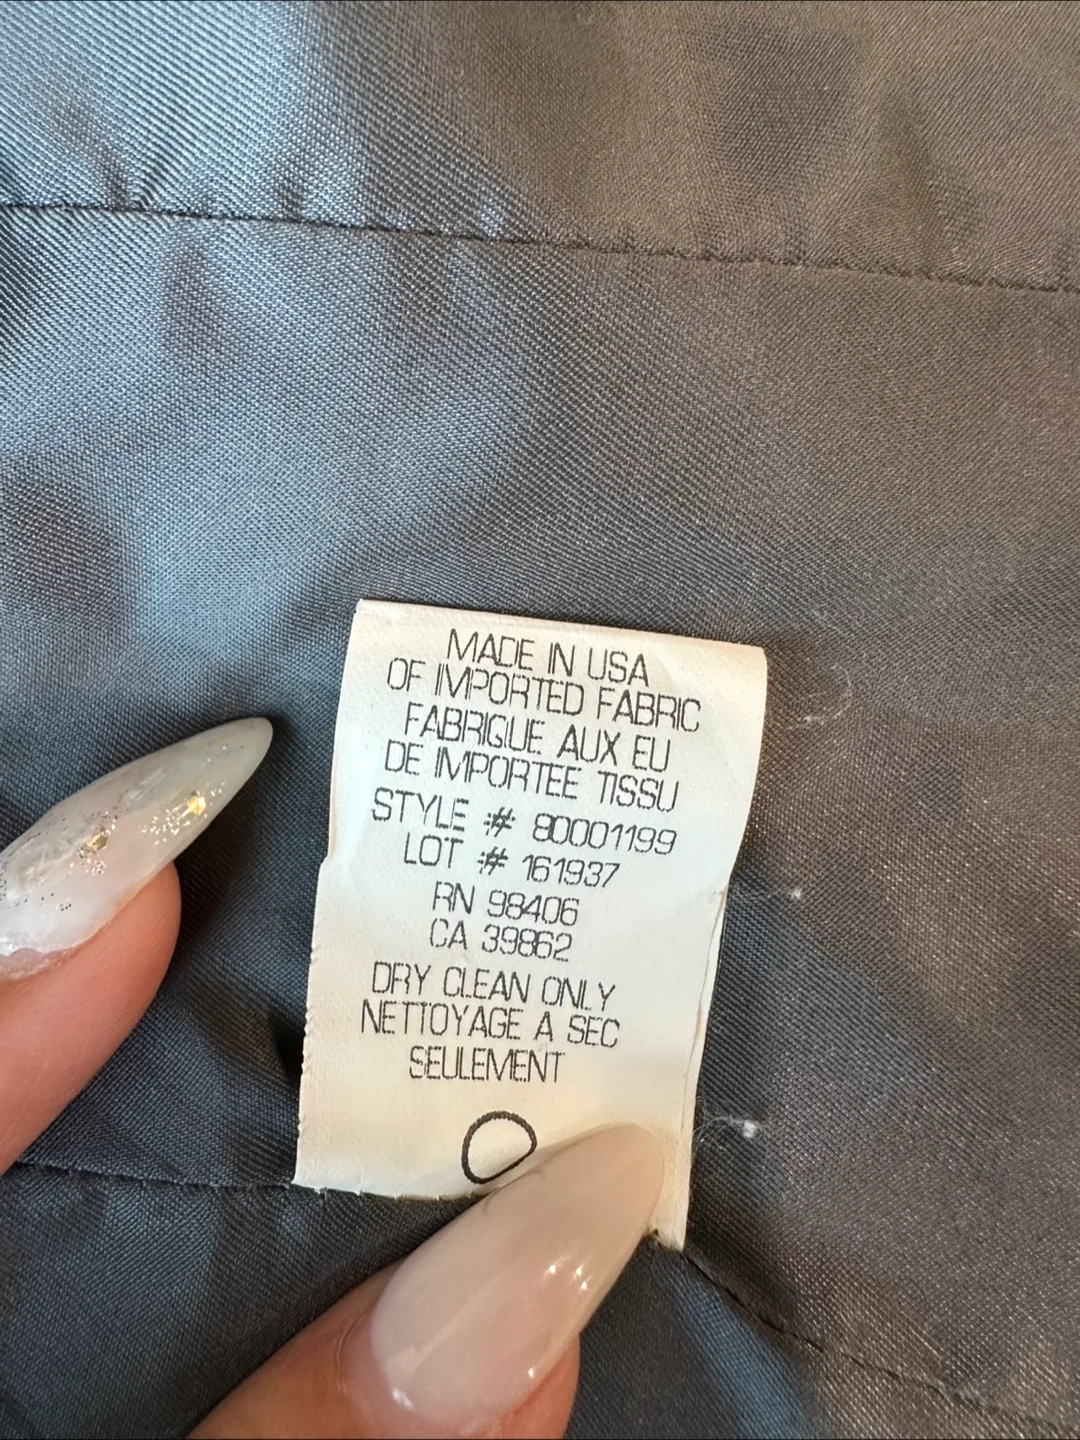 MADE IN USA
OF IMPORTED FABRIC
FABRIQUE AUX EU
DE IMPORTEE TISSU
STYLE # 80001199
LOT # 161937
RN 98406
CA 39862
DRY CLEAN ONLY
NETTOYAGE A SEC
SEULEMENT